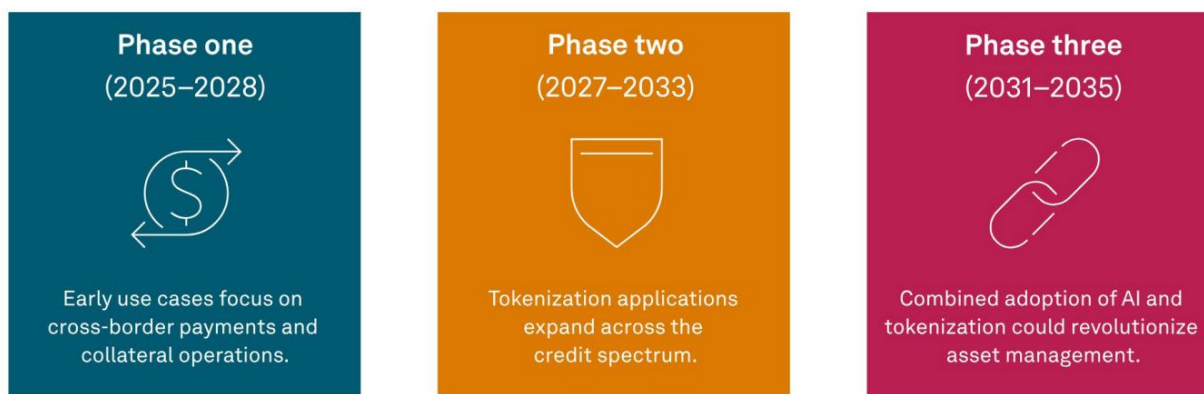 Phase one
(2025–2028)
Early use cases focus on
cross-border payments and
collateral operations.
Phase two
(2027–2033)
Tokenization applications
expand across the
credit spectrum.
Phase three
(2031–2035)
Combined adoption of AI and
tokenization could revolutionize
asset management.